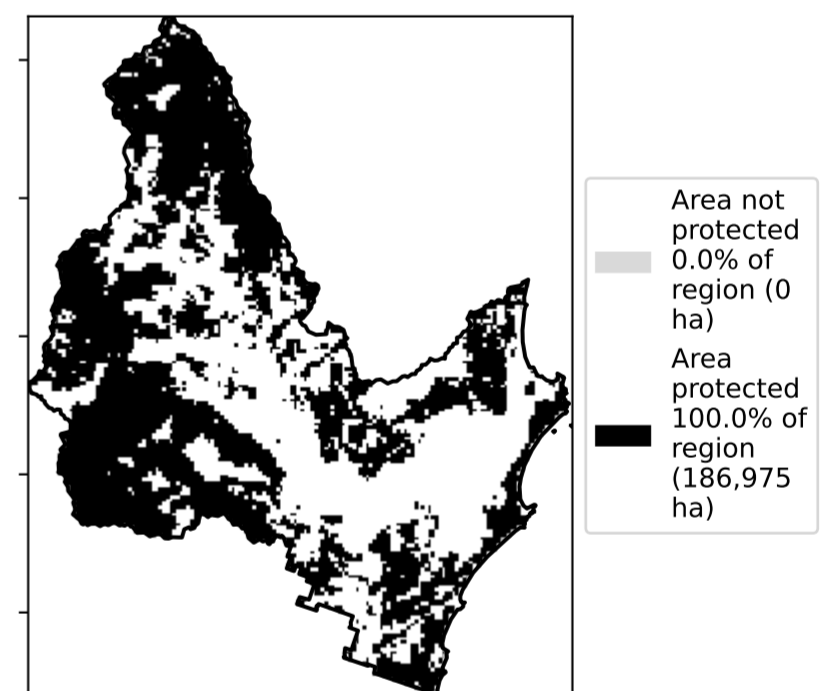 Area not
protected
0.0% of
region (0
ha)
Area
protected
100.0% of
region
(186,975
ha)